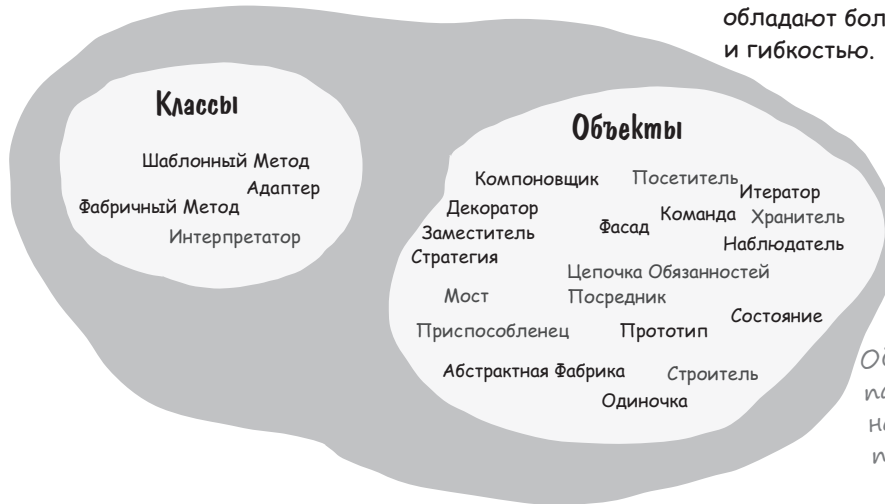 обладают
и гибкостью.
Классы
Шаблонный Метод
Адаптер
Фабричный Метод
Интерпретатор
Объекты
Компоновщик Посетитель Итератор
Декоратор Фасад Команда Хранитель
Заместитель Наблюдатель
Стратегия
Цепочка Обязанностей
Мост Посредник
Приспособленец Прототип Состояние
Абстрактная Фабрика Строитель
Одиночка